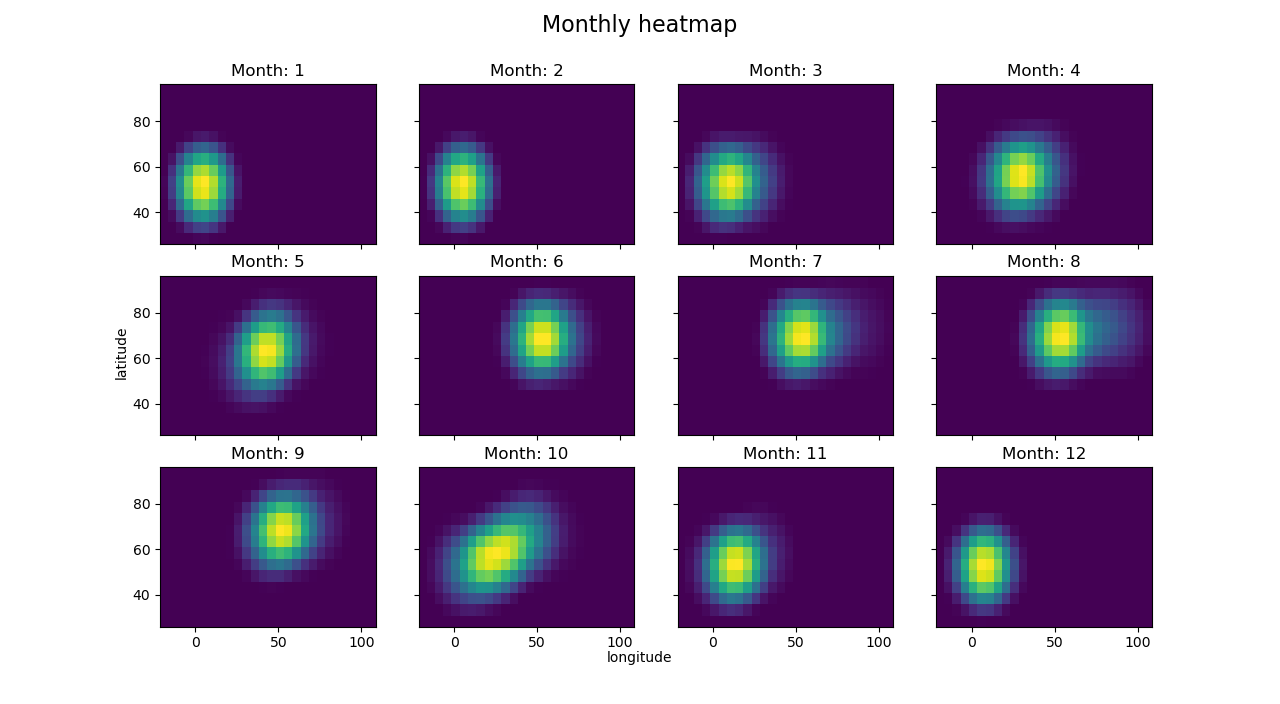 Monthly heatmap
Month: 1
Month: 2
Month: 3
Month: 4
80
60
40
Month: 5
Month: 6
Month: 7
Month: 8
80
60
40
latitude
Month: 9
Month: 10
Month: 11
Month: 12
80
60
40
0 50 100
0 50 100
0 50 100
0 50 100
longitude